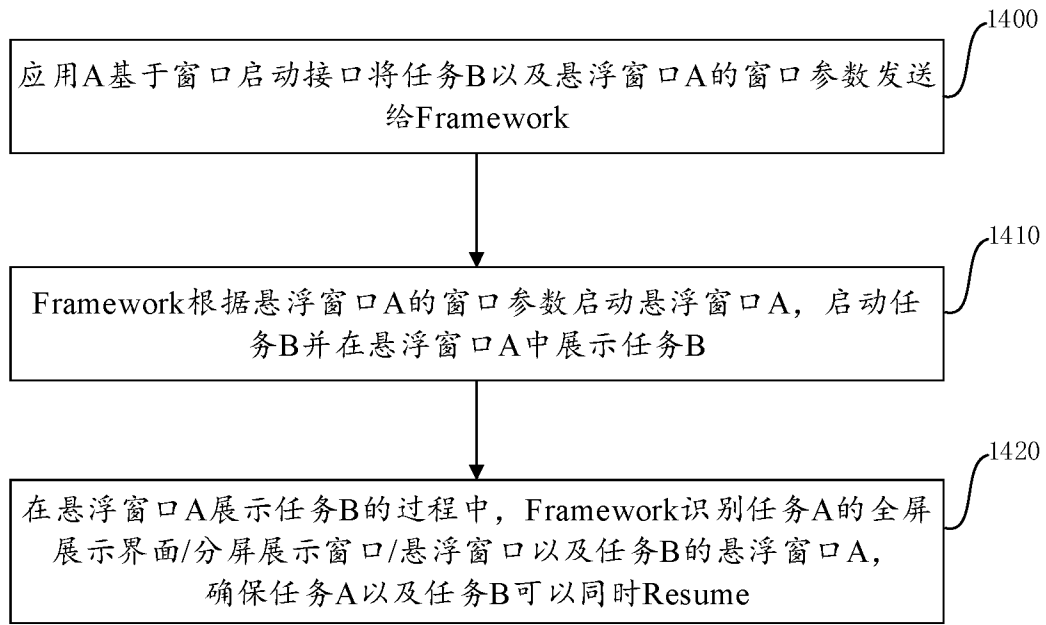 1400
应用A基于窗口启动接口将任务B以及悬浮窗口A的窗口参数发送
给Framework
1410
Framework根据悬浮窗口A的窗口参数启动悬浮窗口A，启动任
务B并在悬浮窗口A中展示任务B
1420
在悬浮窗口A展示任务B的过程中，Framework识别任务A的全屏
展示界面/分屏展示窗口/悬浮窗口以及任务B的悬浮窗口A，
确保任务A以及任务B可以同时Resume